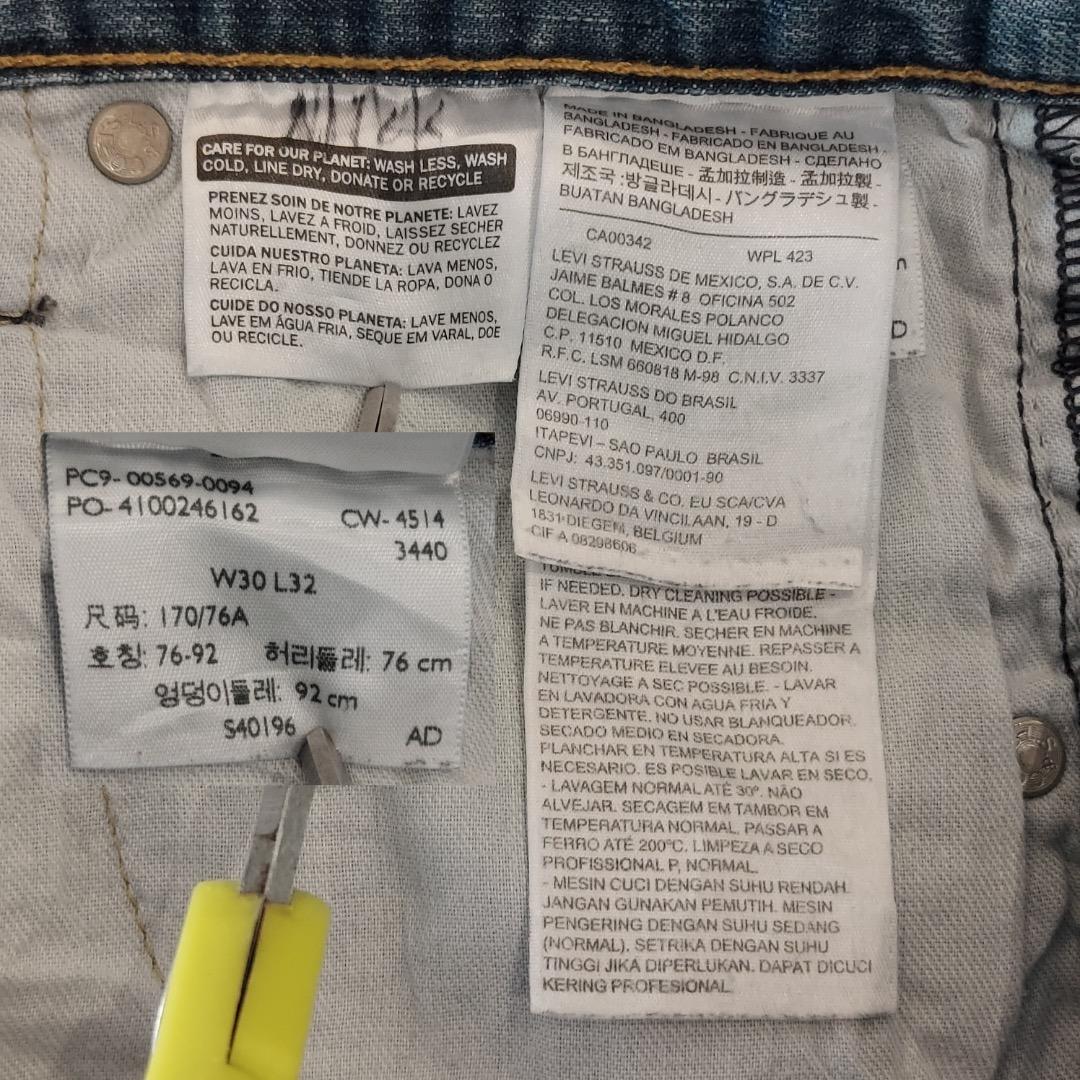 CARE FOR OUR PLANET: WASH LESS, WASH
COLD, LINE DRY, DONATE OR RECYCLE
PRENEZ SOIN DE NOTRE PLANETE: LAVEZ
MOINS, LAVEZ A FROID, LAISSEZ SECHER
NATURELLEMENT, DONNEZ OU RECYCLEZ
CUIDA NUESTRO PLANETA: LAVA MENOS,
LAVA EN FRIO, TIENDE LA ROPA, DONA O
RECICLA.
CUIDE DO NOSSO PLANETA: LAVE MENOS,
LAVE EM ÁGUA FRIA, SEQUE EM VARAL, DOE
OU RECICLE.
MADE IN BANGLADESH - FABRIQUE AU
BANGLADESH - FABRICADO EN BANGLADESH -
FABRICADO EM BANGLADESH - СДЕЛАНО
В БАНГЛАДЕШЕ - 孟加拉制造 - 孟加拉製 -
제조국 :방글라데시 - バングラデシュ製 -
BUATAN BANGLADESH
CA00342 WPL 423
LEVI STRAUSS DE MEXICO, S.A. DE C.V.
JAIME BALMES # 8 OFICINA 502
COL. LOS MORALES POLANCO
DELEGACION MIGUEL HIDALGO
C.P. 11510 MEXICO D.F.
R.F.C. LSM 660818 M-98 C.N.I.V. 3337
LEVI STRAUSS DO BRASIL
AV. PORTUGAL, 400
06990-110
ITAPEVI – SAO PAULO BRASIL
CNPJ: 43.351.097/0001-90
LEVI STRAUSS & CO. EU SCA/CVA
LEONARDO DA VINCILAAN, 19 - D
1831 DIEGEM, BELGIUM
CIF A 08298606
IF NEEDED. DRY CLEANING POSSIBLE -
LAVER EN MACHINE A L'EAU FROIDE.
NE PAS BLANCHIR. SECHER EN MACHINE
A TEMPERATURE MOYENNE. REPASSER A
TEMPERATURE ELEVEE AU BESOIN.
NETTOYAGE A SEC POSSIBLE. - LAVAR
EN LAVADORA CON AGUA FRIA Y
DETERGENTE. NO USAR BLANQUEADOR.
SECADO MEDIO EN SECADORA.
PLANCHAR EN TEMPERATURA ALTA SI ES
NECESARIO. ES POSIBLE LAVAR EN SECO.
- LAVAGEM NORMAL ATÉ 30º. NÃO
ALVEJAR. SECAGEM EM TAMBOR EM
TEMPERATURA NORMAL. PASSAR A
FERRO ATÉ 200ºC. LIMPEZA A SECO
PROFISSIONAL P, NORMAL.
- MESIN CUCI DENGAN SUHU RENDAH.
JANGAN GUNAKAN PEMUTIH. MESIN
PENGERING DENGAN SUHU SEDANG
(NORMAL). SETRIKA DENGAN SUHU
TINGGI JIKA DIPERLUKAN. DAPAT DICUCI
KERING PROFESIONAL.
PC9-00569-0094
PO-4100246162 CW-4514
3440
W30 L32
尺码: 170/76A
호칭: 76-92 허리둘레: 76 cm
엉덩이둘레: 92 cm
S40196 AD